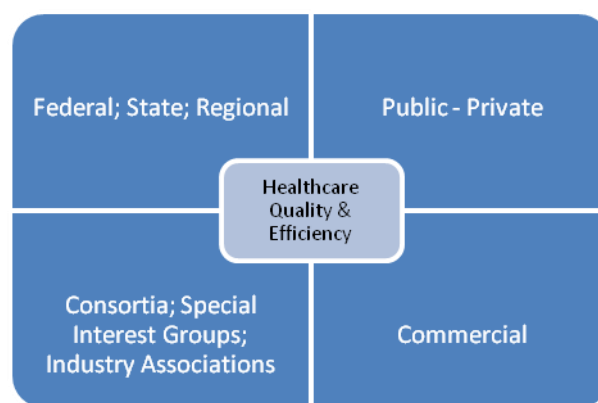 Federal; State; Regional
Public - Private
Healthcare
Quality &
Efficiency
Consortia; Special
Interest Groups;
Industry Associations
Commercial